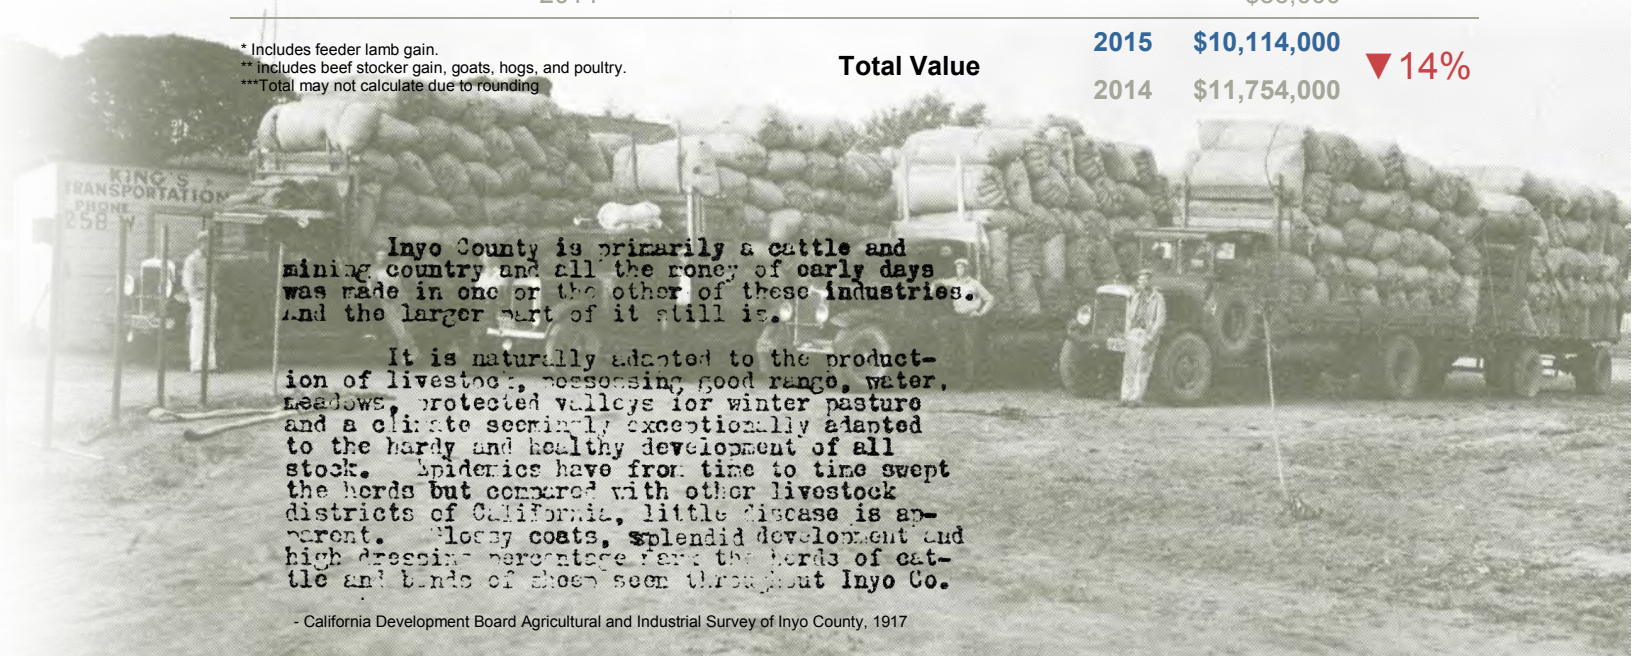 2014 $36,000
* Includes feeder lamb gain.
** includes beef stocker gain, goats, hogs, and poultry.
***Total may not calculate due to rounding
Total Value
2015 $10,114,000
2014 $11,754,000
▼14%
KING'S
TRANSPORTATION
PHONE
258 W
Inyo County is primarily a cattle and
mining country and all the money of early days
was made in one or the other of these industries.
And the larger part of it still is.
It is naturally adapted to the product-
ion of livestock, possessing good range, water,
meadows, protected valleys for winter pasture
and a climate seemingly exceptionally adapted
to the hardy and healthy development of all
stock. Epidemics have from time to time swept
the herds but compared with other livestock
districts of California, little disease is ap-
parent. Glossy coats, splendid development and
high dressing percentage mark the herds of cat-
tle and bands of sheep seen throughout Inyo Co.
- California Development Board Agricultural and Industrial Survey of Inyo County, 1917